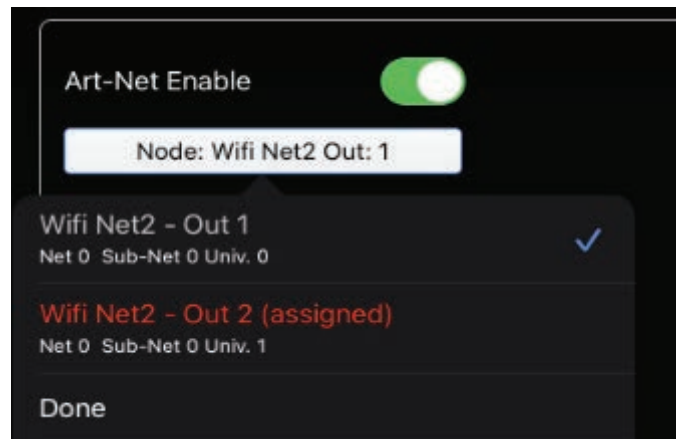 Art-Net Enable
Node: Wifi Net2 Out: 1
Wifi Net2 - Out 1
Net 0 Sub-Net 0 Univ. 0
Wifi Net2 - Out 2 (assigned)
Net 0 Sub-Net 0 Univ. 1
Done